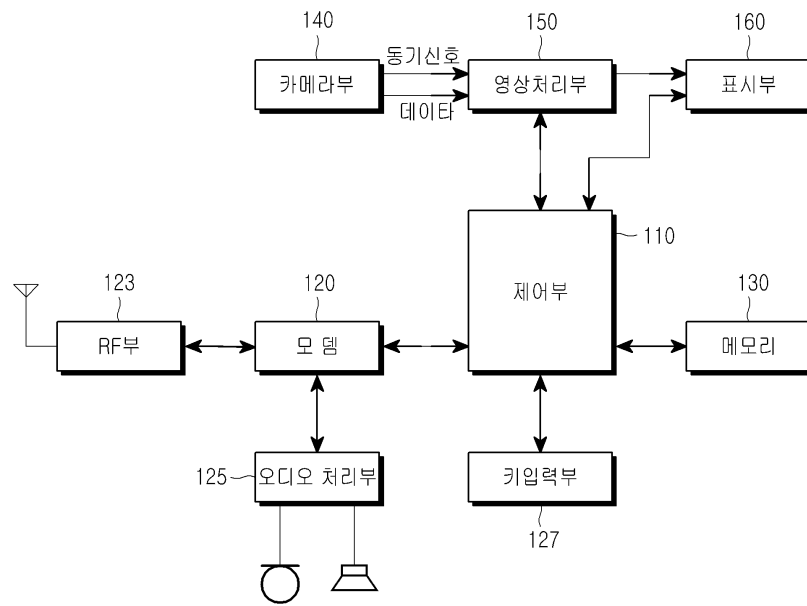 140
150
160
카메라부
동기신호
데이타
영상처리부
표시부
110
제어부
123
120
130
RF부
모 뎀
메모리
125
오디오 처리부
키입력부
127